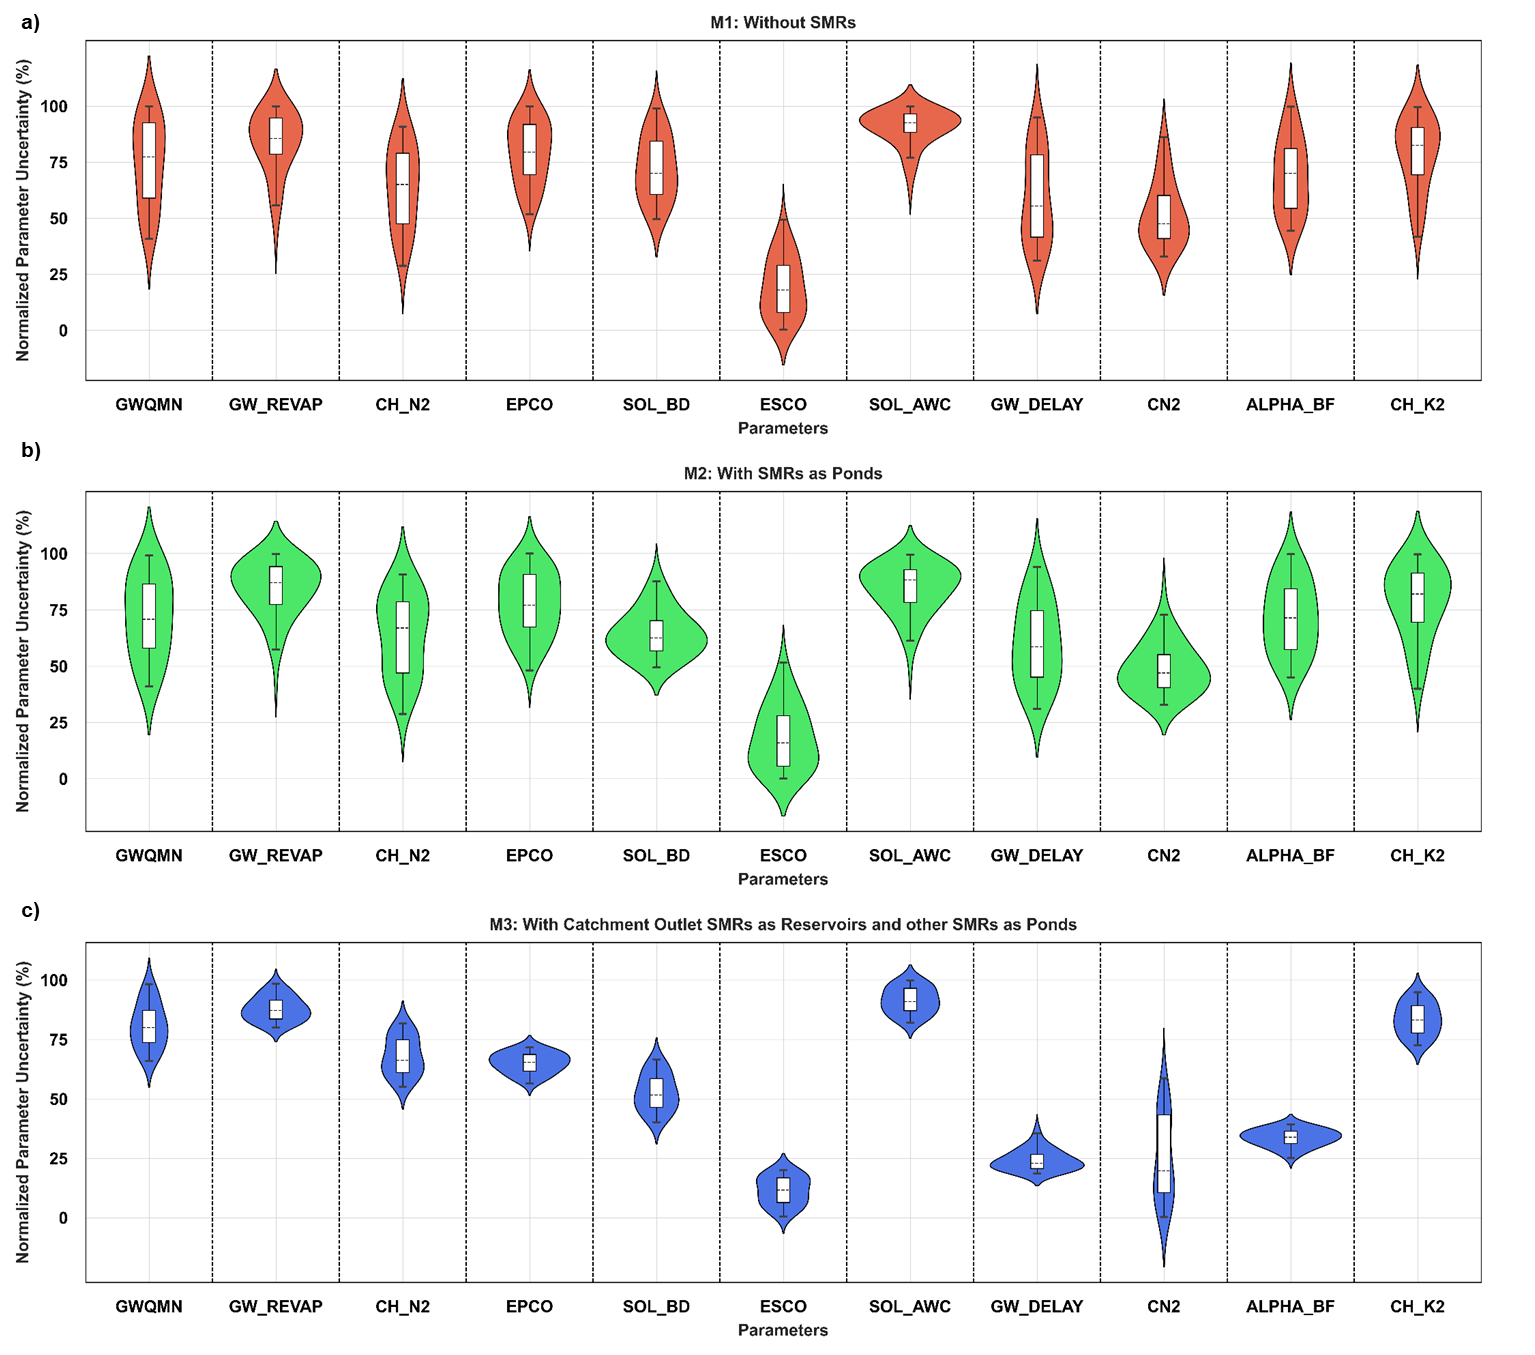 a)
M1: Without SMRs
Normalized Parameter Uncertainty (%)
100
75
50
25
0
GWQMN GW_REVAP CH_N2 EPCO SOL_BD ESCO SOL_AWC GW_DELAY CN2 ALPHA_BF CH_K2
Parameters
b)
M2: With SMRs as Ponds
Normalized Parameter Uncertainty (%)
100
75
50
25
0
GWQMN GW_REVAP CH_N2 EPCO SOL_BD ESCO SOL_AWC GW_DELAY CN2 ALPHA_BF CH_K2
Parameters
c)
M3: With Catchment Outlet SMRs as Reservoirs and other SMRs as Ponds
Normalized Parameter Uncertainty (%)
100
75
50
25
0
GWQMN GW_REVAP CH_N2 EPCO SOL_BD ESCO SOL_AWC GW_DELAY CN2 ALPHA_BF CH_K2
Parameters